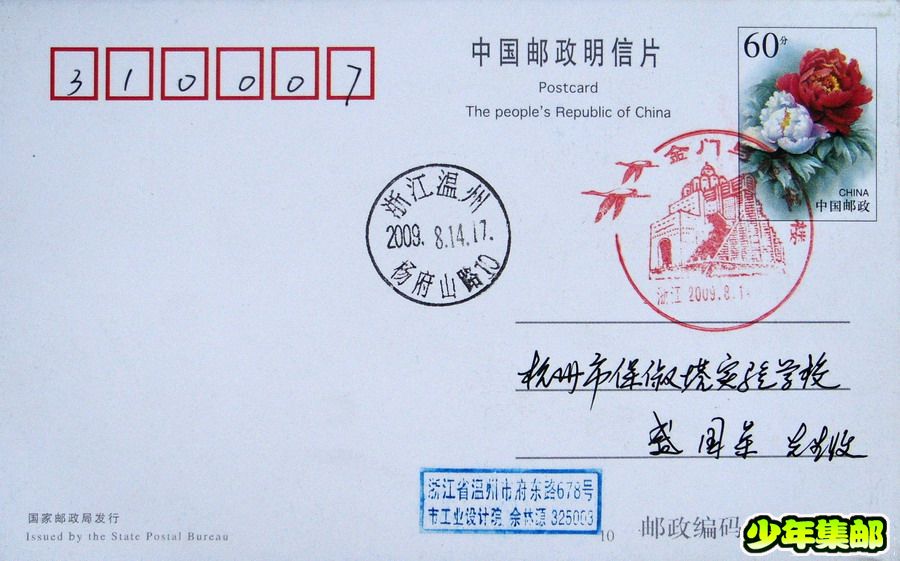 310007
中国邮政明信片
Postcard
The people's Republic of China
60分
CHINA
中国邮政
金门
楼
浙江 2009.8.1
浙江温州
2009. 8.14.17.
杨府山路10
杭州市保俶塔实验学校
盛国荣 先生收
浙江省温州市府东路678号
市工业设计院 余林源 325003
国家邮政局发行
Issued by the State Postal Bureau
10
邮政编码
少年集邮